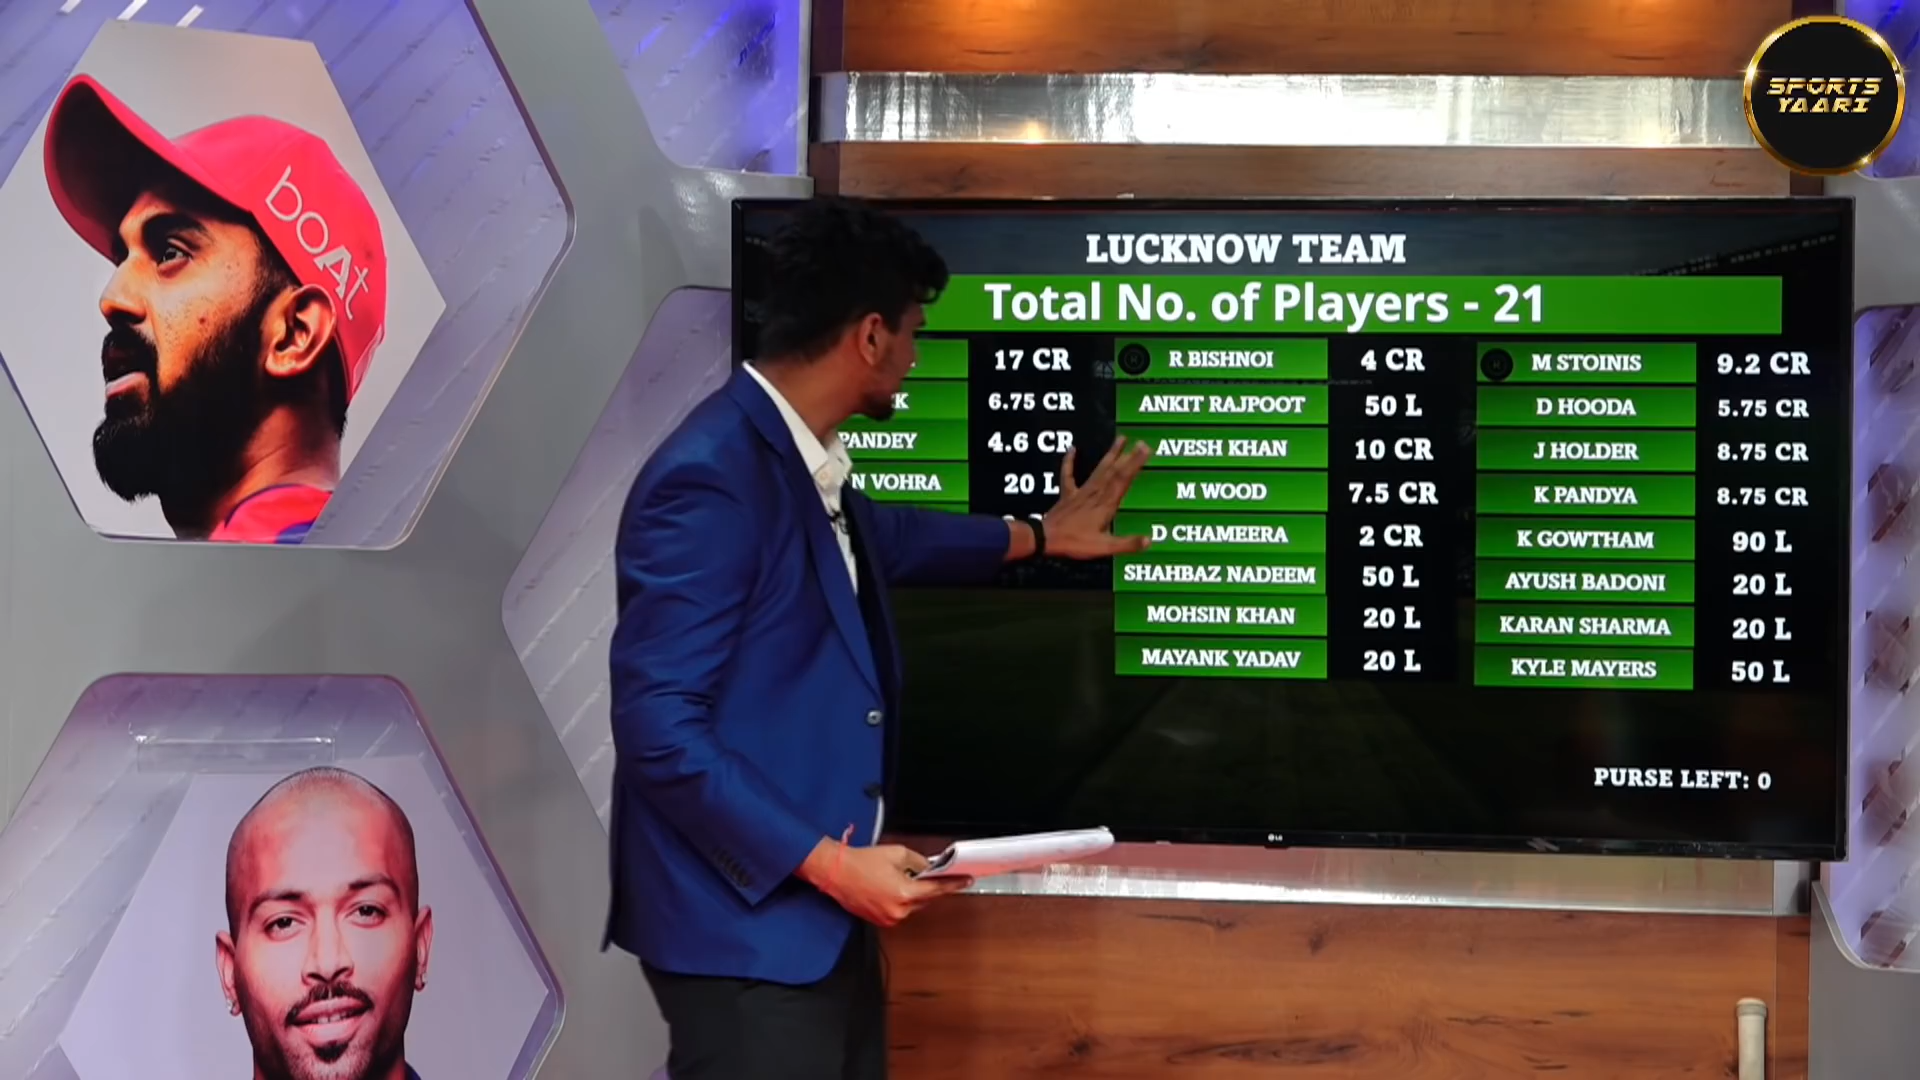 SPORTS
YAARI
boAt
LUCKNOW TEAM
Total No. of Players - 21
17 CR
6.75 CR
PANDEY 4.6 CR
N VOHRA 20 L
R BISHNOI 4 CR
ANKIT RAJPOOT 50 L
AVESH KHAN 10 CR
M WOOD 7.5 CR
D CHAMEERA 2 CR
SHAHBAZ NADEEM 50 L
MOHSIN KHAN 20 L
MAYANK YADAV 20 L
M STOINIS 9.2 CR
D HOODA 5.75 CR
J HOLDER 8.75 CR
K PANDYA 8.75 CR
K GOWTHAM 90 L
AYUSH BADONI 20 L
KARAN SHARMA 20 L
KYLE MAYERS 50 L
PURSE LEFT: 0
LG